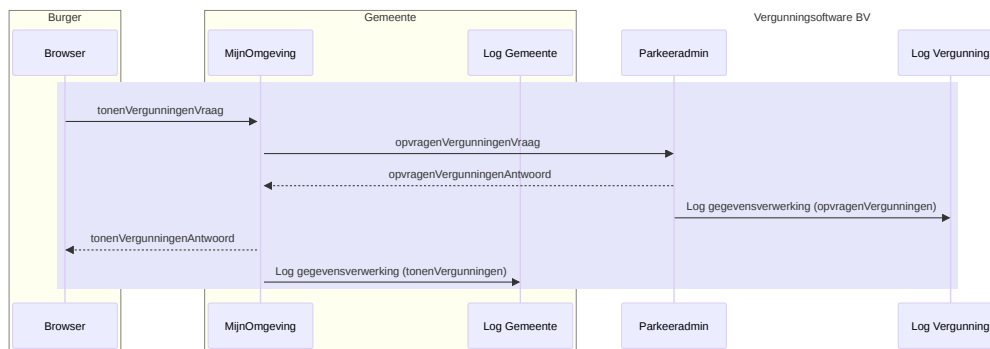 Burger
Gemeente
Vergunningsoftware BV
Browser
MijnOmgeving
Log Gemeente
Parkeeradmin
Log Vergunning
tonenVergunningenVraag
opvragenVergunningenVraag
opvragenVergunningenAntwoord
Log gegevensverwerking (opvragenVergunningen)
tonenVergunningenAntwoord
Log gegevensverwerking (tonenVergunningen)
Browser
MijnOmgeving
Log Gemeente
Parkeeradmin
Log Vergunning